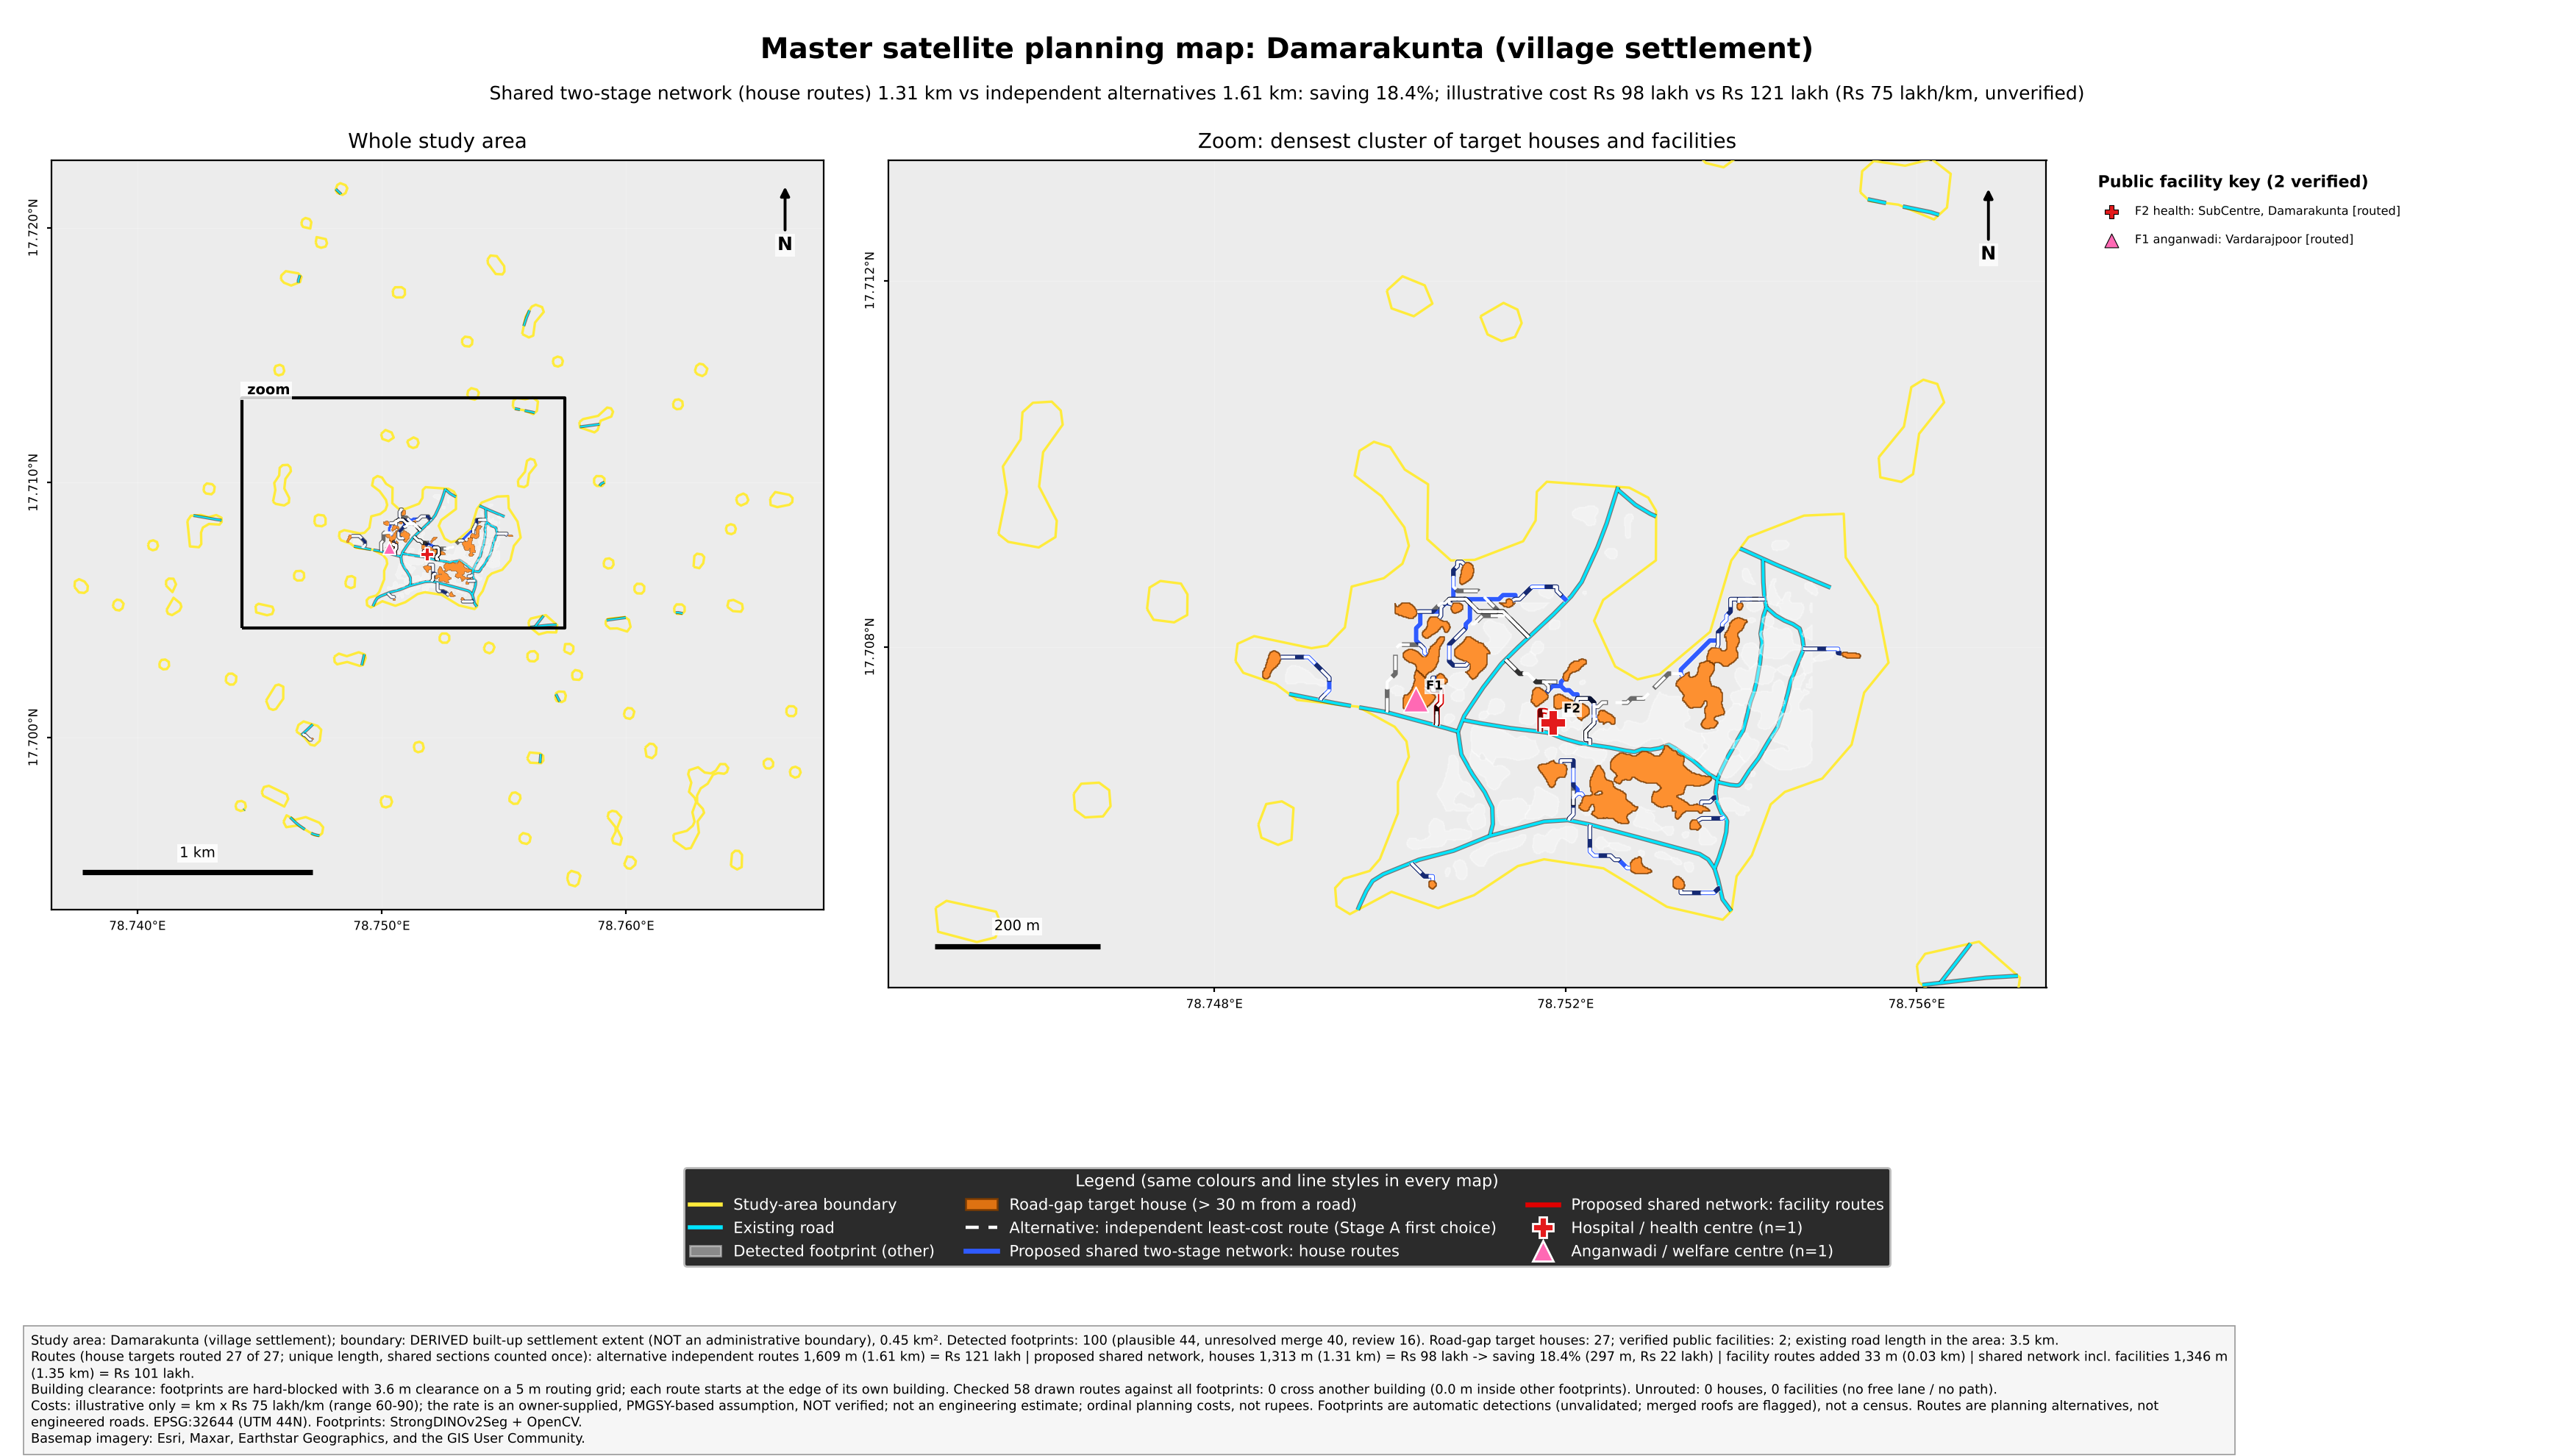 Master satellite planning map: Damarakunta (village settlement)
Shared two-stage network (house routes) 1.31 km vs independent alternatives 1.61 km: saving 18.4%; illustrative cost Rs 98 lakh vs Rs 121 lakh (Rs 75 lakh/km, unverified)
Whole study area
17.720°N
17.710°N
17.700°N
N
zoom
1 km
78.740°E
78.750°E
78.760°E
Zoom: densest cluster of target houses and facilities
17.712°N
17.708°N
N
F1
F2
200 m
78.748°E
78.752°E
78.756°E
Public facility key (2 verified)
F2 health: SubCentre, Damarakunta [routed]
F1 anganwadi: Vardarajpoor [routed]
Legend (same colours and line styles in every map)
Study-area boundary
Existing road
Detected footprint (other)
Road-gap target house (> 30 m from a road)
Alternative: independent least-cost route (Stage A first choice)
Proposed shared two-stage network: house routes
Proposed shared network: facility routes
Hospital / health centre (n=1)
Anganwadi / welfare centre (n=1)
Study area: Damarakunta (village settlement); boundary: DERIVED built-up settlement extent (NOT an administrative boundary), 0.45 km². Detected footprints: 100 (plausible 44, unresolved merge 40, review 16). Road-gap target houses: 27; verified public facilities: 2; existing road length in the area: 3.5 km.
Routes (house targets routed 27 of 27; unique length, shared sections counted once): alternative independent routes 1,609 m (1.61 km) = Rs 121 lakh | proposed shared network, houses 1,313 m (1.31 km) = Rs 98 lakh -> saving 18.4% (297 m, Rs 22 lakh) | facility routes added 33 m (0.03 km) | shared network incl. facilities 1,346 m
(1.35 km) = Rs 101 lakh.
Building clearance: footprints are hard-blocked with 3.6 m clearance on a 5 m routing grid; each route starts at the edge of its own building. Checked 58 drawn routes against all footprints: 0 cross another building (0.0 m inside other footprints). Unrouted: 0 houses, 0 facilities (no free lane / no path).
Costs: illustrative only = km x Rs 75 lakh/km (range 60-90); the rate is an owner-supplied, PMGSY-based assumption, NOT verified; not an engineering estimate; ordinal planning costs, not rupees. Footprints are automatic detections (unvalidated; merged roofs are flagged), not a census. Routes are planning alternatives, not
engineered roads. EPSG:32644 (UTM 44N). Footprints: StrongDINOv2Seg + OpenCV.
Basemap imagery: Esri, Maxar, Earthstar Geographics, and the GIS User Community.